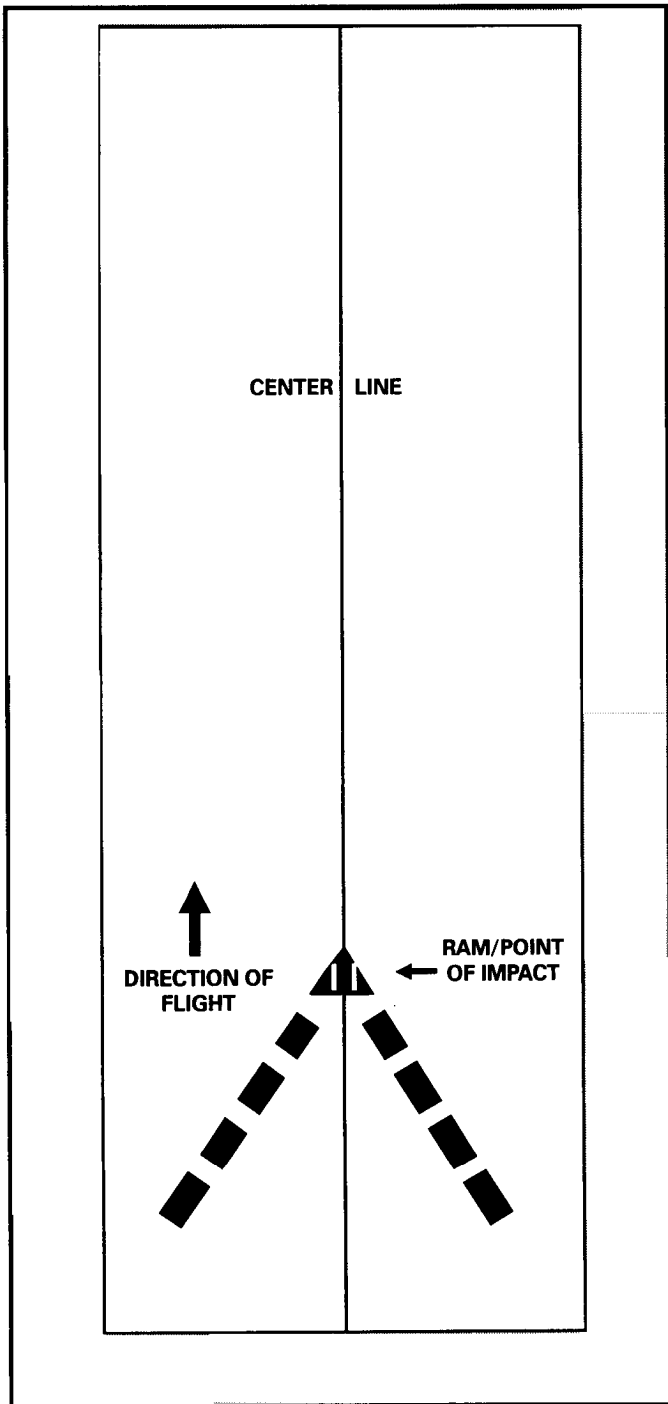 CENTER LINE
DIRECTION OF
FLIGHT
RAM/POINT
OF IMPACT